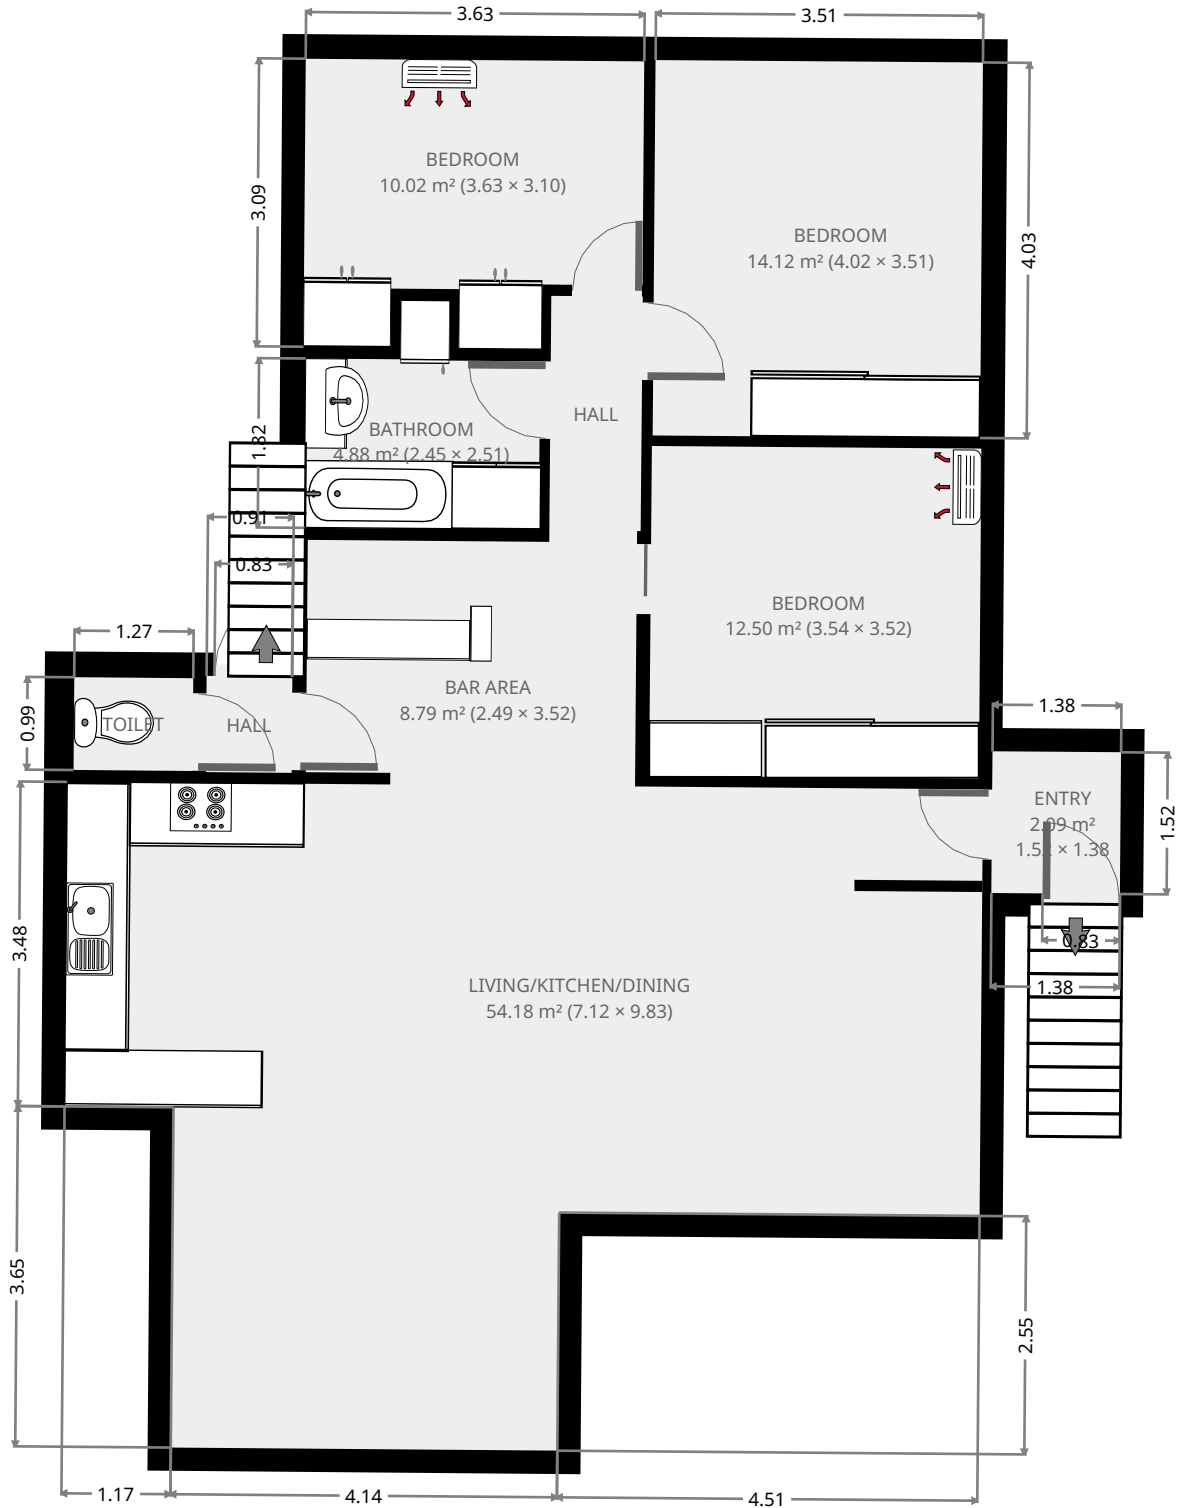 3.63
3.51
3.09
BEDROOM
10.02 m² (3.63 × 3.10)
BEDROOM
14.12 m² (4.02 × 3.51)
4.03
HALL
1.82
BATHROOM
4.88 m² (2.45 × 2.51)
0.91
0.83
BEDROOM
12.50 m² (3.54 × 3.52)
1.27
BAR AREA
8.79 m² (2.49 × 3.52)
0.99
TOILET
HALL
1.38
ENTRY
2.09 m²
1.52 × 1.38
1.52
0.83
1.38
3.48
LIVING/KITCHEN/DINING
54.18 m² (7.12 × 9.83)
3.65
2.55
1.17
4.14
4.51